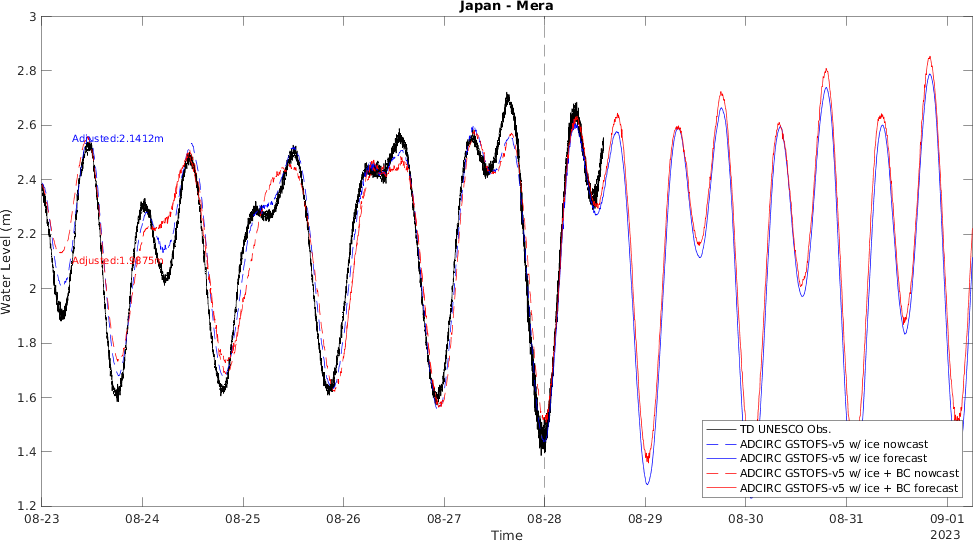 Japan - Mera
3
2.8
2.6
2.4
2.2
2
1.8
1.6
1.4
1.2
Water Level (m)
Adjusted:2.1412m
Adjusted:1.9875m
TD UNESCO Obs.
ADCIRC GSTOFS-v5 w/ ice nowcast
ADCIRC GSTOFS-v5 w/ ice forecast
ADCIRC GSTOFS-v5 w/ ice + BC nowcast
ADCIRC GSTOFS-v5 w/ ice + BC forecast
08-23 08-24 08-25 08-26 08-27 08-28 08-29 08-30 08-31 09-01
2023
Time